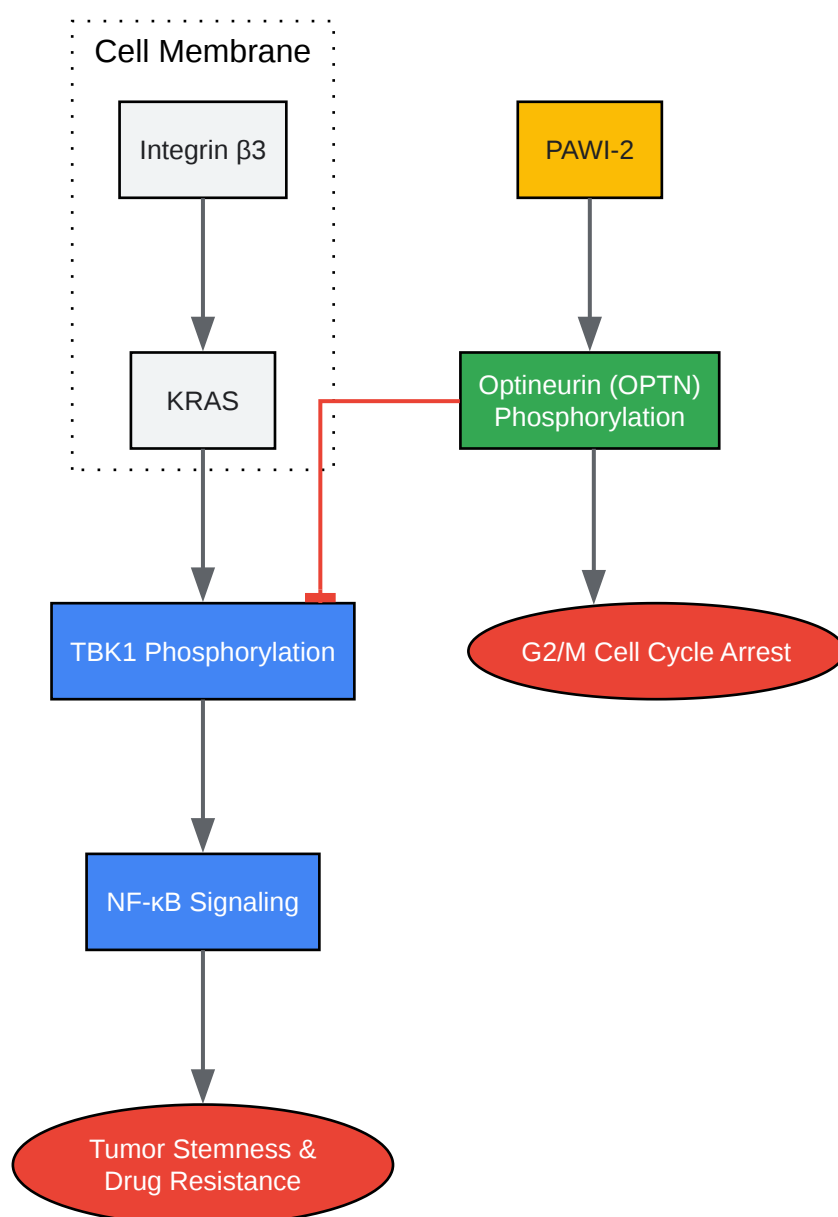 Cell Membrane
Integrin β3
PAWI-2
KRAS
Optineurin (OPTN)
Phosphorylation
TBK1 Phosphorylation
G2/M Cell Cycle Arrest
NF-κB Signaling
Tumor Stemness &
Drug Resistance